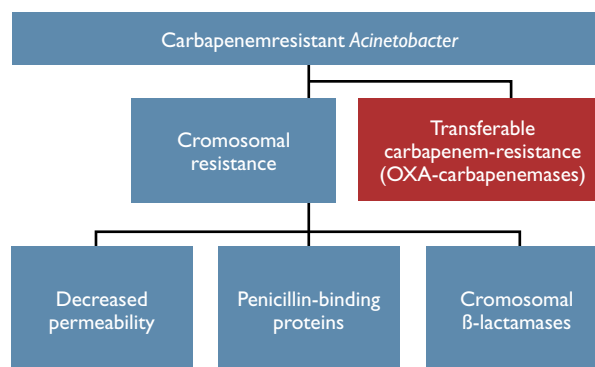 Carbapenemresistant Acinetobacter
Cromosomal
resistance
Transferable
carbapenem-resistance
(OXA-carbapenemases)
Decreased
permeability
Penicillin-binding
proteins
Cromosomal
ß-lactamases